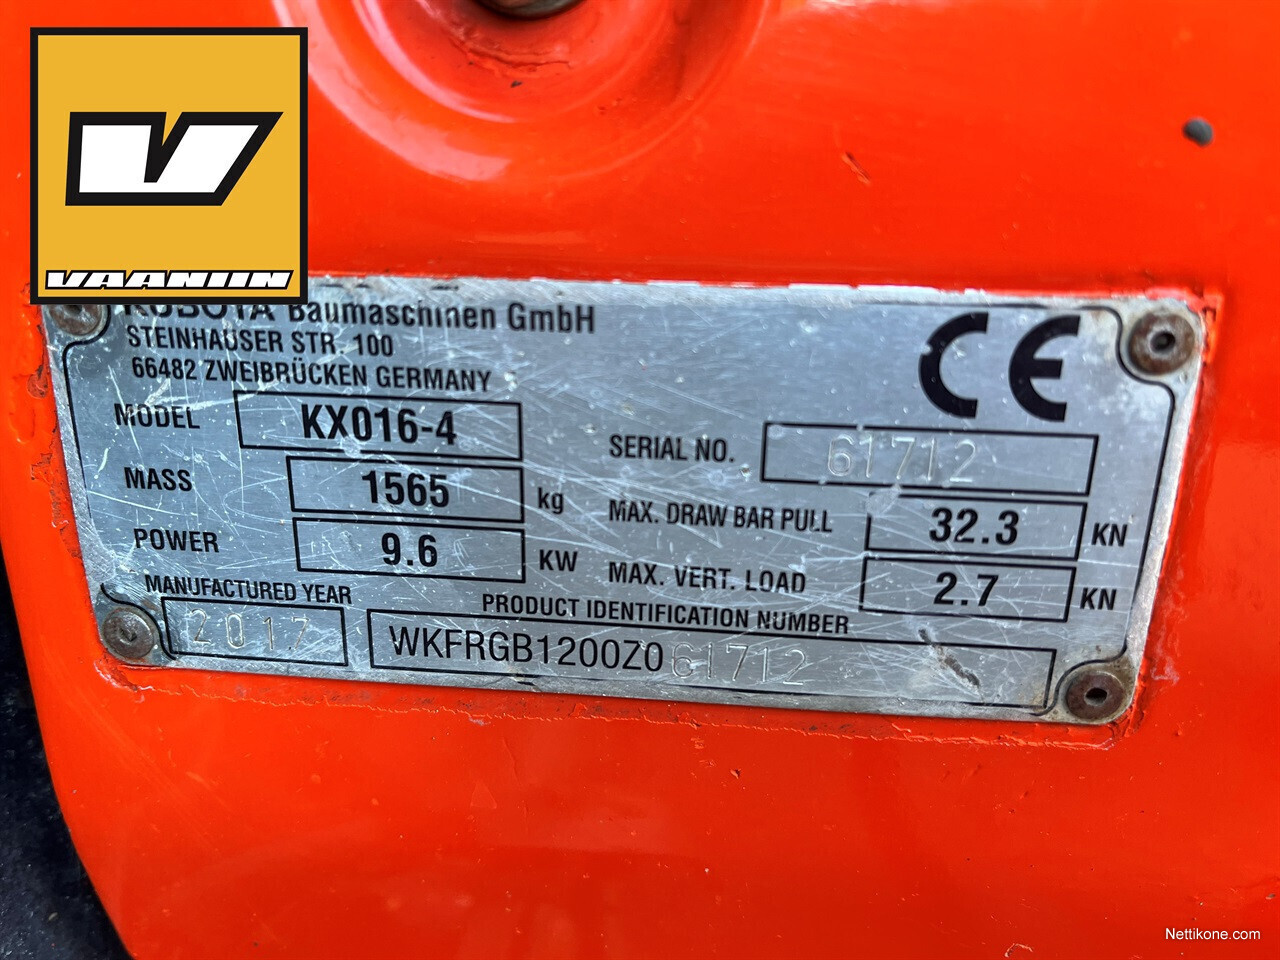 V
VAANIIN
KUBOTA Baumaschinen GmbH
STEINHAUSER STR. 100
66482 ZWEIBRÜCKEN GERMANY
CE
MODEL KX016-4
MASS 1565 kg
POWER 9.6 KW
SERIAL NO. 61712
MAX. DRAW BAR PULL 32.3 KN
MAX. VERT. LOAD 2.7 KN
MANUFACTURED YEAR
2017
PRODUCT IDENTIFICATION NUMBER
WKFRGB1200Z061712
Nettikone.com